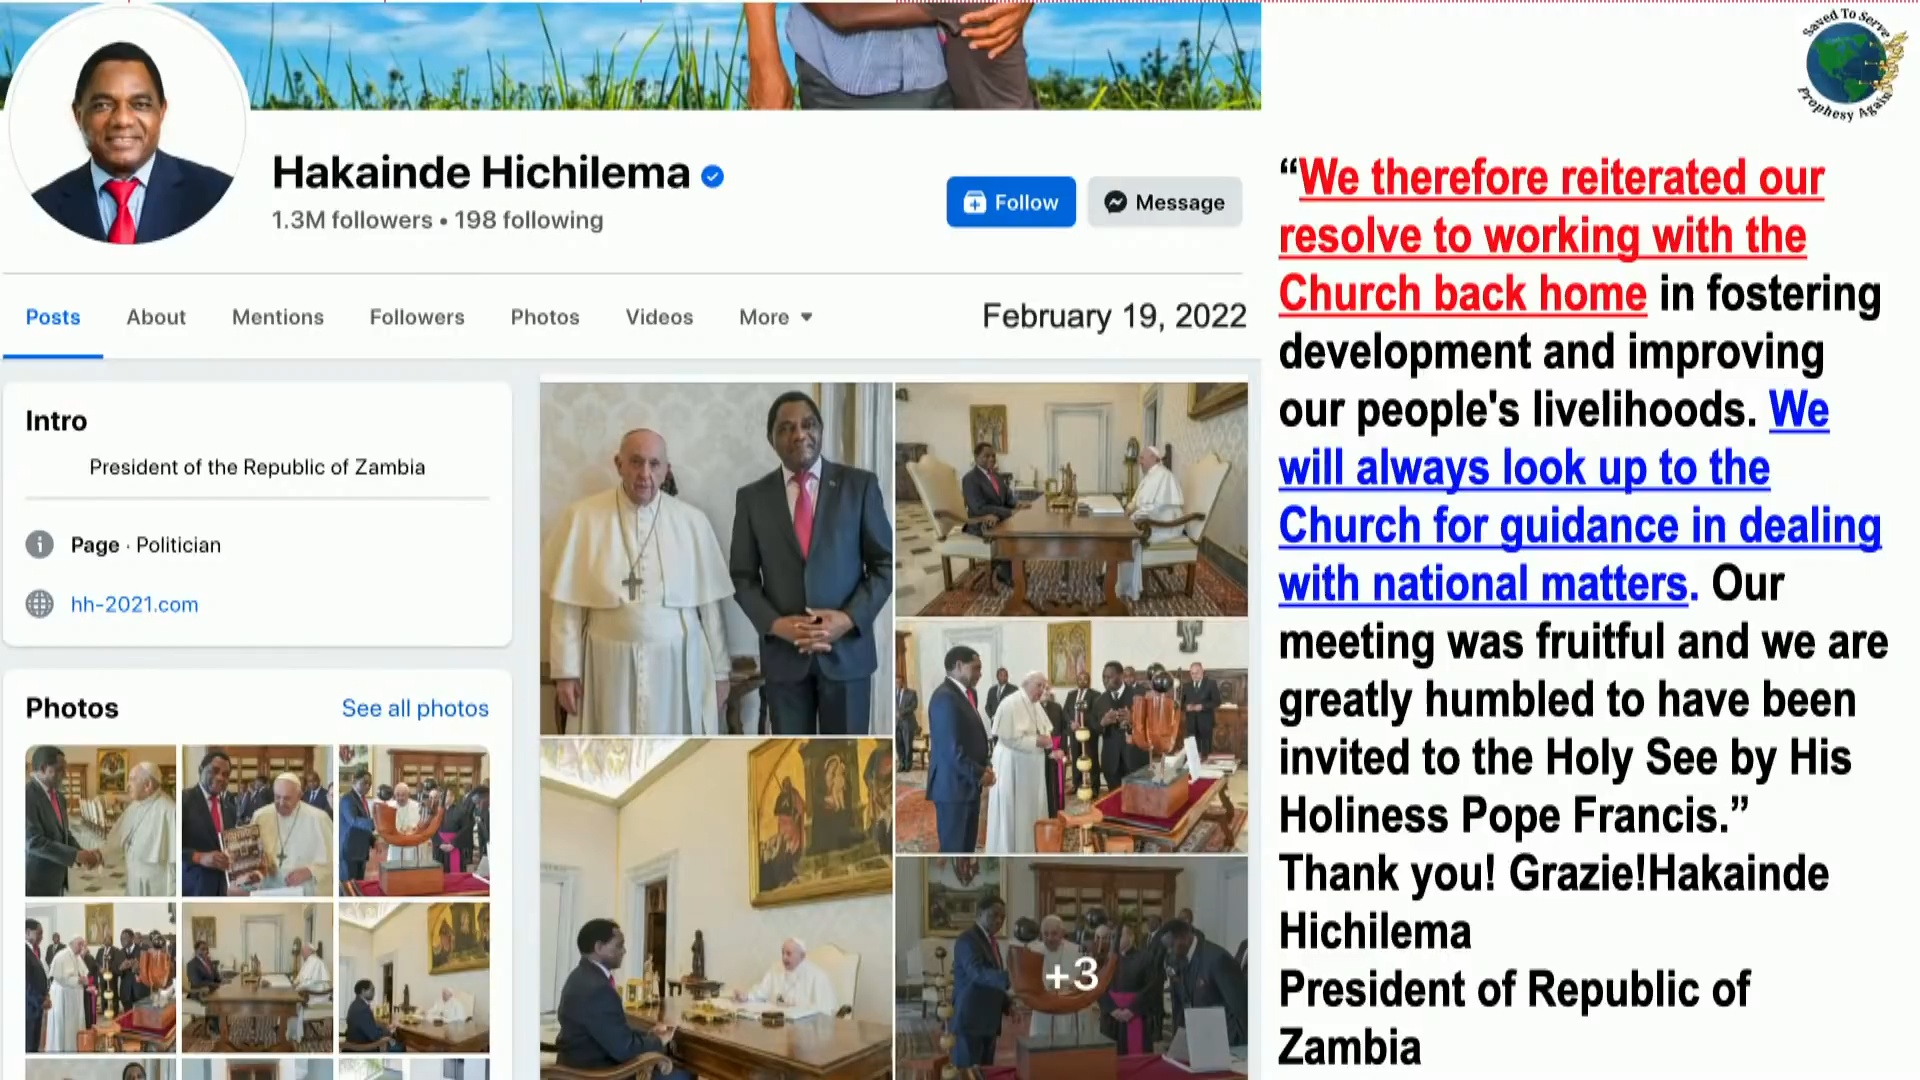 Saved To Serve
Prophesy Again
Hakainde Hichilema
1.3M followers • 198 following
Follow
Message
Posts
About
Mentions
Followers
Photos
Videos
More
February 19, 2022
Intro
President of the Republic of Zambia
Page · Politician
hh-2021.com
Photos
See all photos
+3
“We therefore reiterated our
resolve to working with the
Church back home in fostering
development and improving
our people's livelihoods. We
will always look up to the
Church for guidance in dealing
with national matters. Our
meeting was fruitful and we are
greatly humbled to have been
invited to the Holy See by His
Holiness Pope Francis.”
Thank you! Grazie!Hakainde
Hichilema
President of Republic of
Zambia